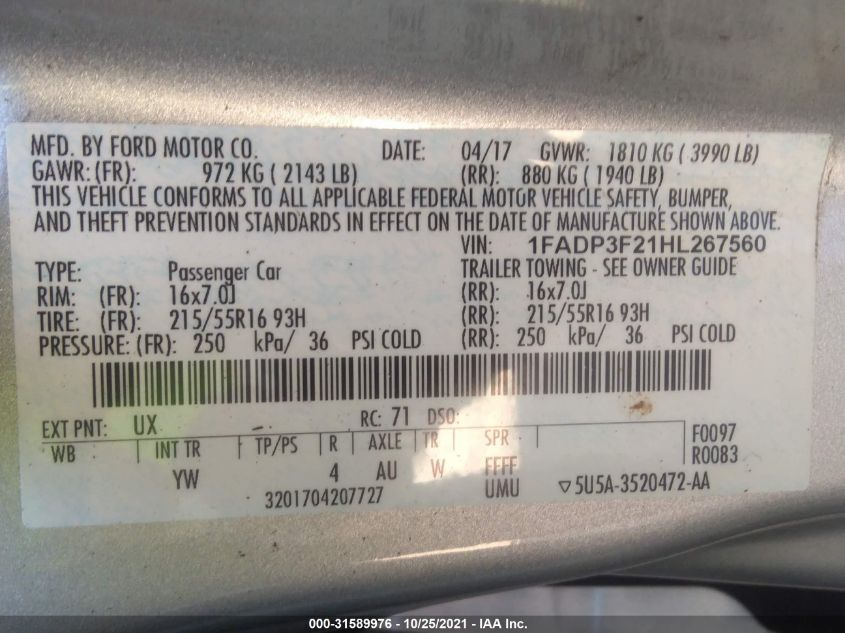 MFD. BY FORD MOTOR CO. DATE: 04/17 GVWR: 1810 KG ( 3990 LB)
GAWR: (FR): 972 KG ( 2143 LB) (RR): 880 KG ( 1940 LB)
THIS VEHICLE CONFORMS TO ALL APPLICABLE FEDERAL MOTOR VEHICLE SAFETY, BUMPER,
AND THEFT PREVENTION STANDARDS IN EFFECT ON THE DATE OF MANUFACTURE SHOWN ABOVE.
VIN: 1FADP3F21HL267560
TYPE: Passenger Car TRAILER TOWING - SEE OWNER GUIDE
RIM: (FR): 16x7.0J (RR): 16x7.0J
TIRE: (FR): 215/55R16 93H (RR): 215/55R16 93H
PRESSURE: (FR): 250 kPa/ 36 PSI COLD (RR): 250 kPa/ 36 PSI COLD
EXT PNT: UX RC: 71 DSO:
WB INT TR TP/PS R AXLE TR SPR F0097
YW 4 AU W FFFF R0083
3201704207727 UMU ▽5U5A-3520472-AA
000-31589976 - 10/25/2021 - IAA Inc.